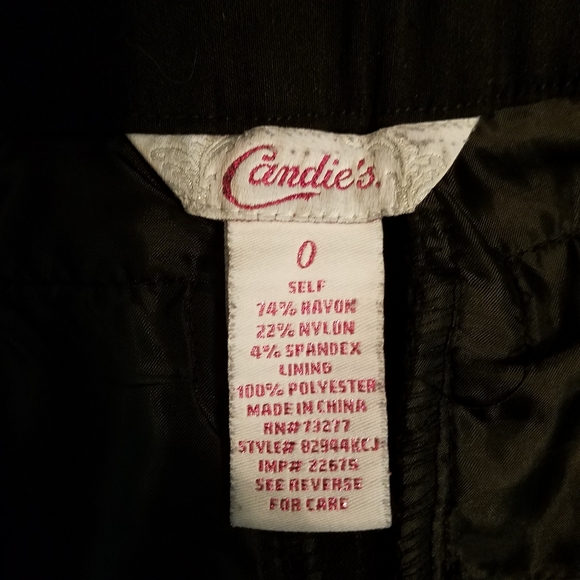 Candie's.
0
SELF
74% RAYON
22% NYLON
4% SPANDEX
LINING
100% POLYESTER
MADE IN CHINA
RN# 73277
STYLE# 82944KCJ
IMP# 22675
SEE REVERSE
FOR CARE